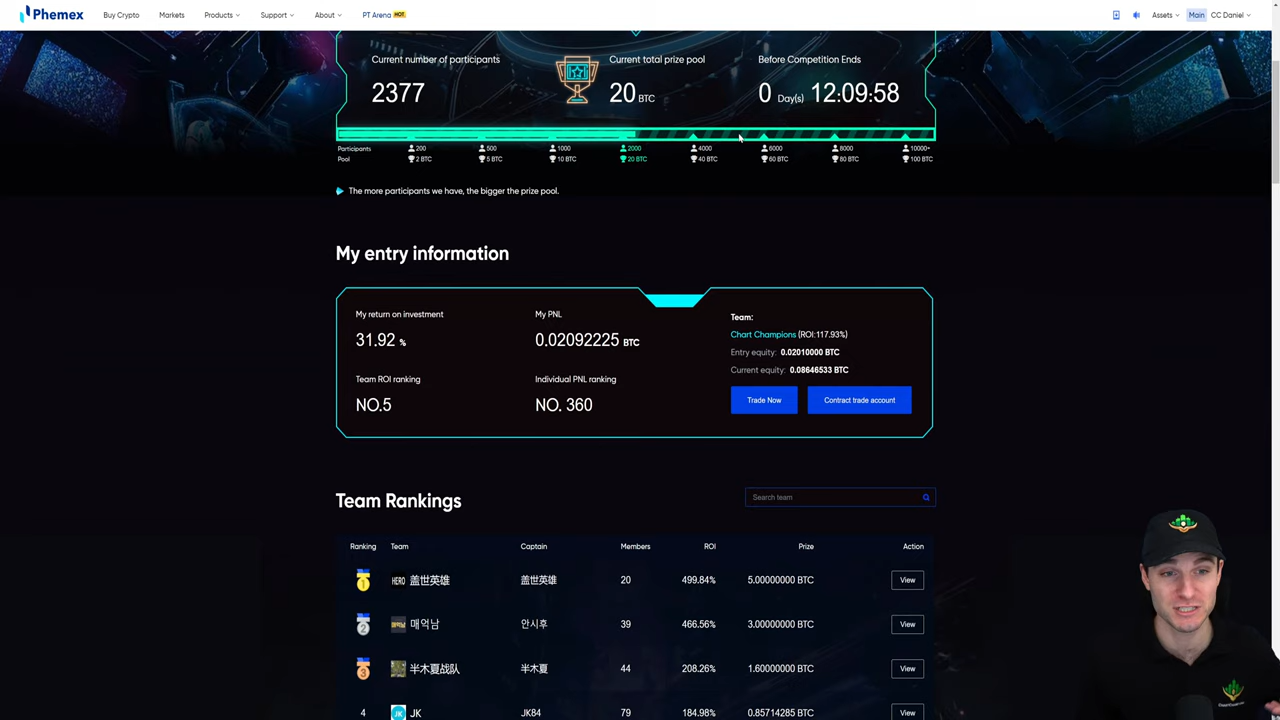 Phemex Buy Crypto Markets Products Support About PT Arena HOT Assets Main CC Daniel
Current number of participants Current total prize pool Before Competition Ends
2377 20 BTC 0 Day(s) 12:09:58
Participants 200 500 1000 2000 4000 6000 8000 10000+
Pool 2 BTC 5 BTC 10 BTC 20 BTC 40 BTC 60 BTC 80 BTC 100 BTC
The more participants we have, the bigger the prize pool.
My entry information
My return on investment My PNL Team:
31.92 % 0.02092225 BTC Chart Champions (ROI:117.93%)
Entry equity: 0.02010000 BTC
Current equity: 0.08646533 BTC
Team ROI ranking Individual PNL ranking
NO.5 NO. 360 Trade Now Contract trade account
Team Rankings Search team
Ranking Team Captain Members ROI Prize Action
1 HERO 盖世英雄 盖世英雄 20 499.84% 5.00000000 BTC View
2 매억남 안시후 39 466.56% 3.00000000 BTC View
3 半木夏战队 半木夏 44 208.26% 1.60000000 BTC View
4 JK JK JK84 79 184.98% 0.85714285 BTC View